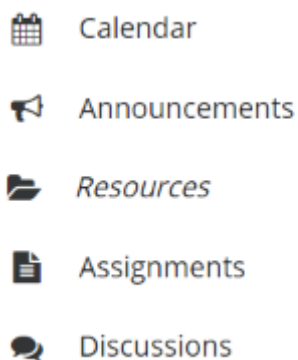 Calendar
Announcements
Resources
Assignments
Discussions